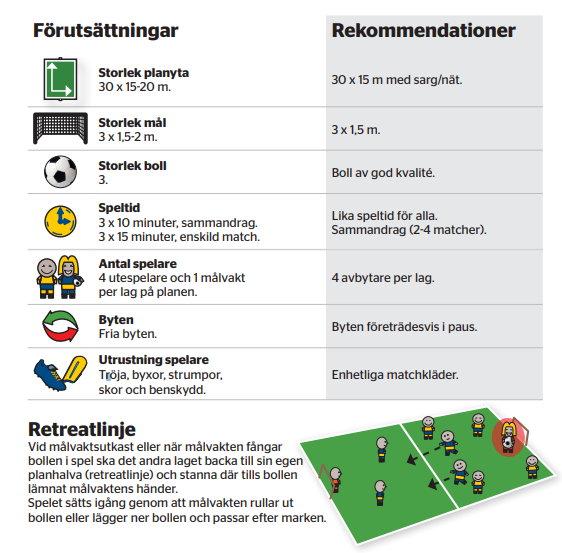 Förutsättningar
Rekommendationer
Storlek planyta
30 x 15-20 m.
30 x 15 m med sarg/nät.
Storlek mål
3 x 1,5-2 m.
3 x 1,5 m.
Storlek boll
3.
Boll av god kvalité.
Speltid
3 x 10 minuter, sammandrag.
3 x 15 minuter, enskild match.
Lika speltid för alla.
Sammandrag (2-4 matcher).
Antal spelare
4 utespelare och 1 målvakt
per lag på planen.
4 avbytare per lag.
Byten
Fria byten.
Byten företrädesvis i paus.
Utrustning spelare
Tröja, byxor, strumpor,
skor och benskydd.
Enhetliga matchkläder.
Retreatlinje
Vid målvaktsutkast eller när målvakten fångar
bollen i spel ska det andra laget backa till sin egen
planhalva (retreatlinje) och stanna där tills bollen
lämnat målvaktens händer.
Spelet sätts igång genom att målvakten rullar ut
bollen eller lägger ner bollen och passar efter marken.